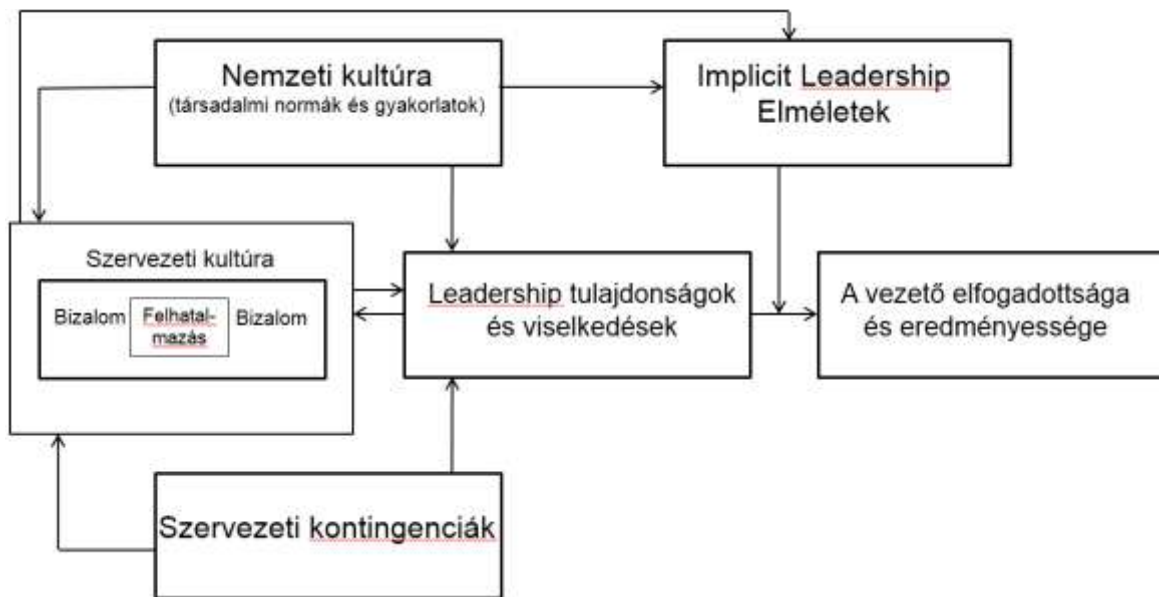 Nemzeti kultúra
(társadalmi normák és gyakorlatok)
Implicit Leadership
Elméletek
Szervezeti kultúra
Bizalom
Felhatal-
mazás
Bizalom
Leadership tulajdonságok
és viselkedések
A vezető elfogadottsága
és eredményessége
Szervezeti kontingenciák